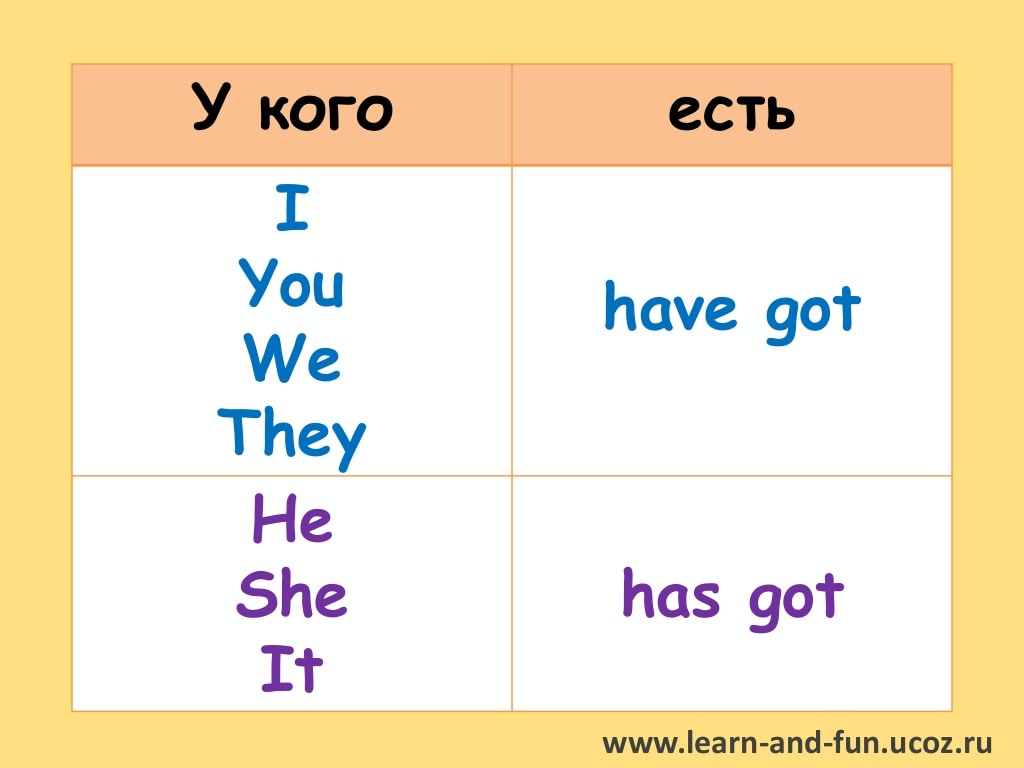 У кого
есть
I
You
We
They
have got
He
She
It
has got
www.learn-and-fun.ucoz.ru